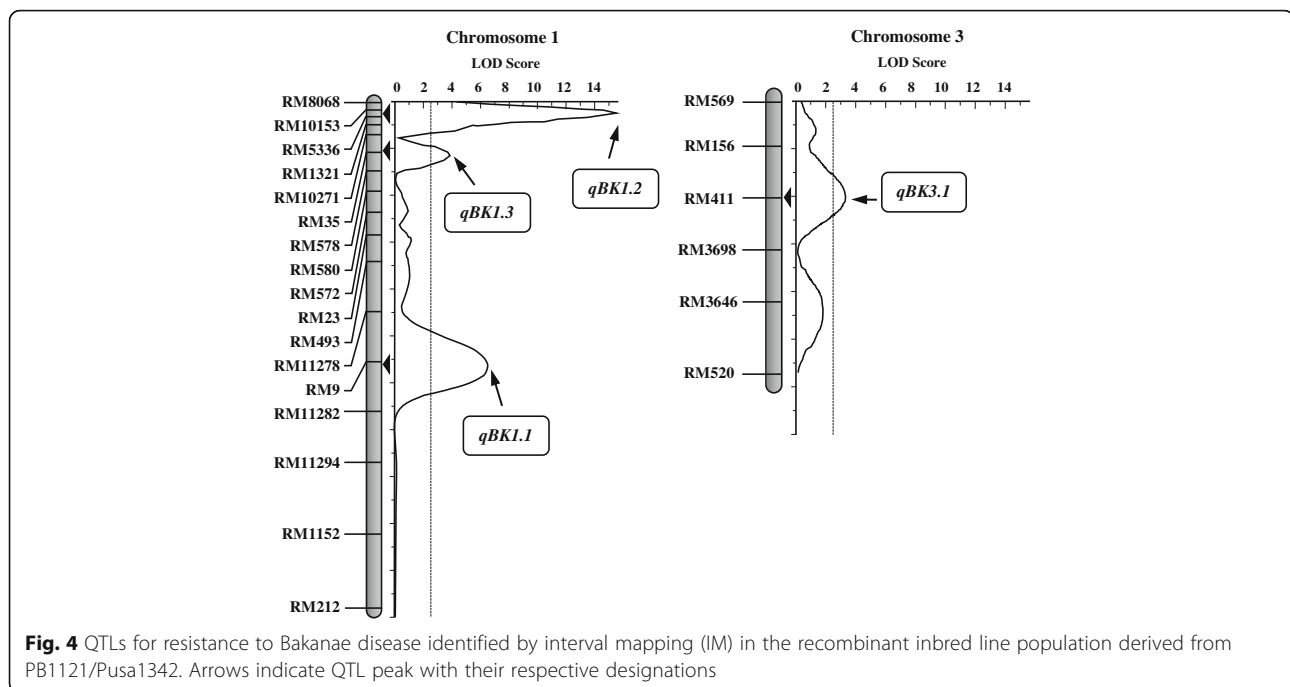 Chromosome 1
LOD Score
0 2 4 6 8 10 12 14
RM8068
RM10153
RM5336
RM1321
RM10271
RM35
RM578
RM580
RM572
RM23
RM493
RM11278
RM9
RM11282
RM11294
RM1152
RM212
qBK1.2
qBK1.3
qBK1.1
Chromosome 3
LOD Score
0 2 4 6 8 10 12 14
RM569
RM156
RM411
RM3698
RM3646
RM520
qBK3.1
Fig. 4 QTLs for resistance to Bakanae disease identified by interval mapping (IM) in the recombinant inbred line population derived from
PB1121/Pusa1342. Arrows indicate QTL peak with their respective designations